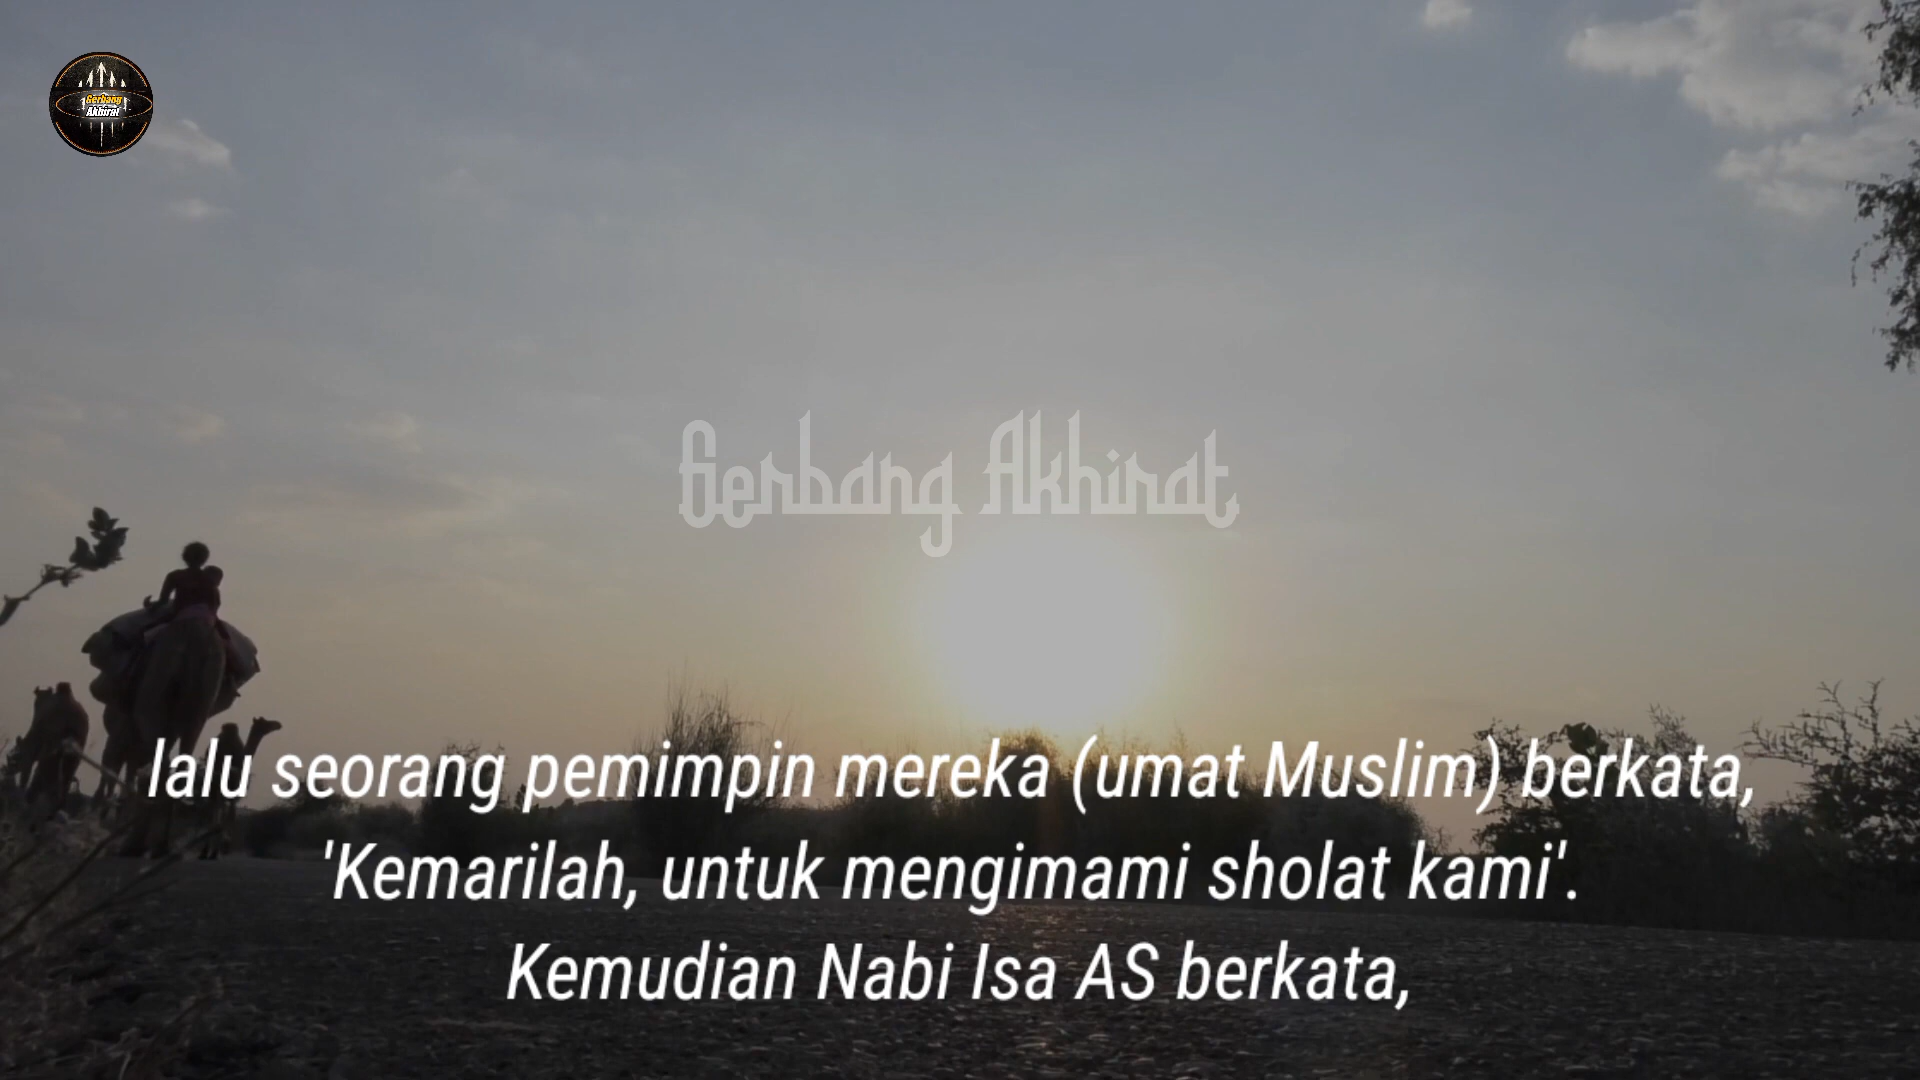 Gerbang
Akhirat
Gerbang Akhirat
lalu seorang pemimpin mereka (umat Muslim) berkata,
'Kemarilah, untuk mengimami sholat kami'.
Kemudian Nabi Isa AS berkata,